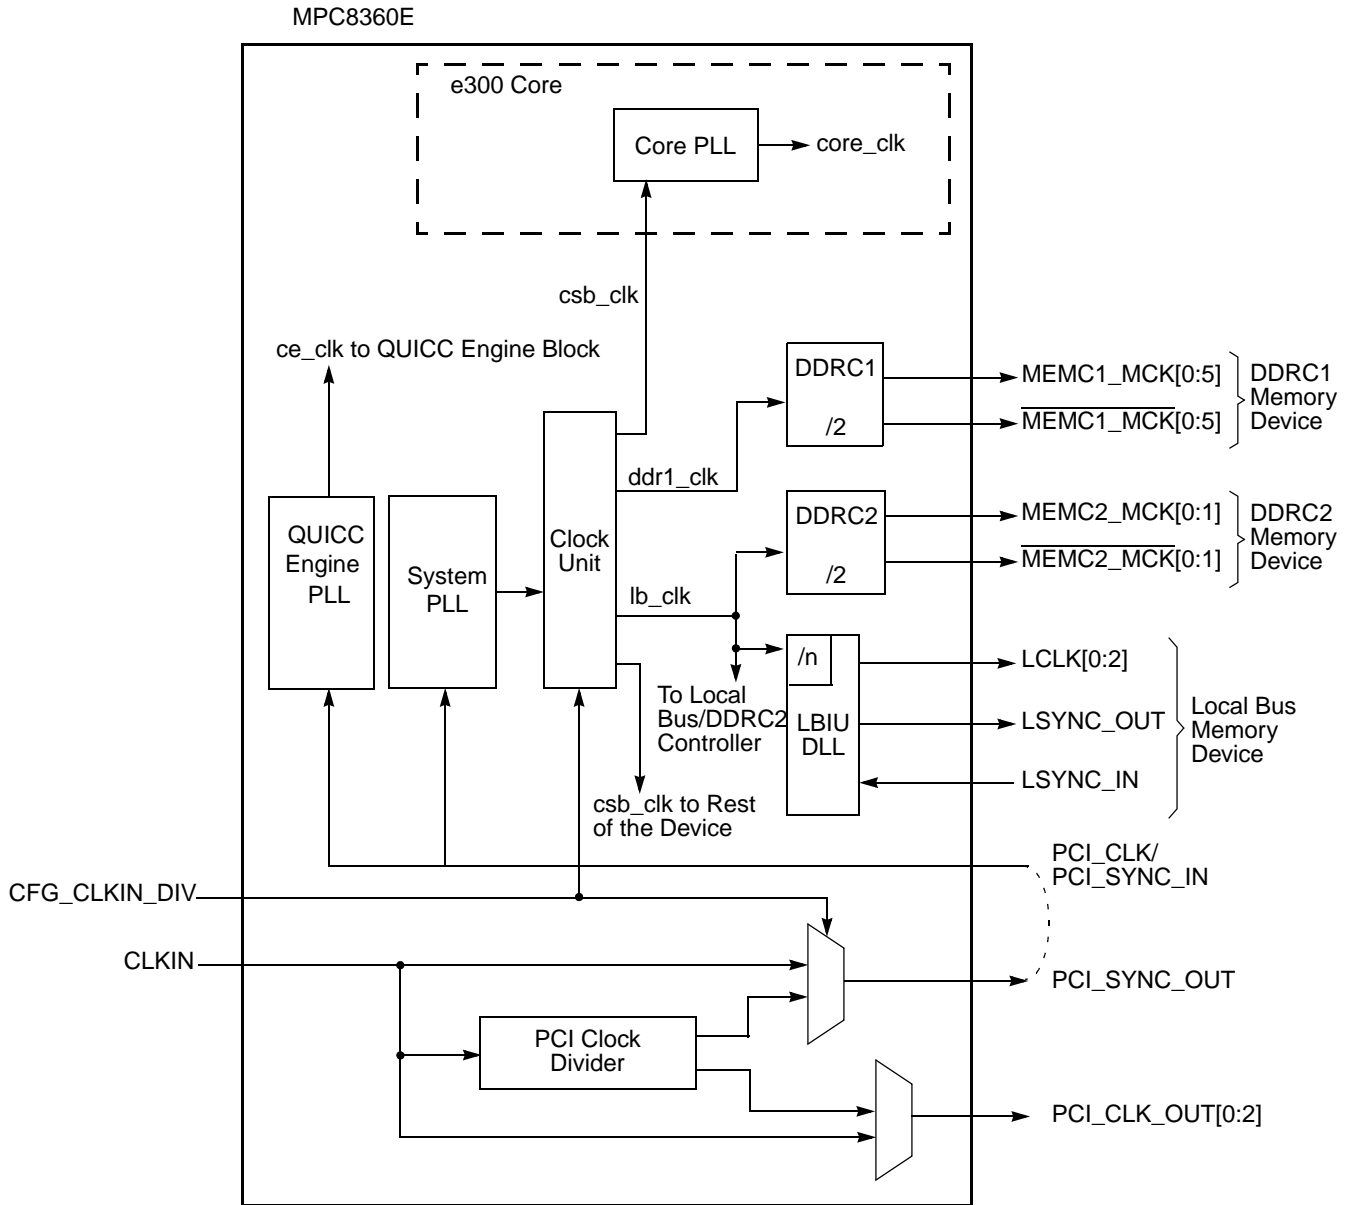 MPC8360E
e300 Core
Core PLL
core_clk
csb_clk
ce_clk to QUICC Engine Block
DDRC1
/2
MEMC1_MCK[0:5]
MEMC1_MCK[0:5]
DDRC1
Memory
Device
ddr1_clk
QUICC
Engine
PLL
System
PLL
Clock
Unit
DDRC2
/2
MEMC2_MCK[0:1]
MEMC2_MCK[0:1]
DDRC2
Memory
Device
lb_clk
/n
LBIU
DLL
To Local
Bus/DDRC2
Controller
LCLK[0:2]
LSYNC_OUT
LSYNC_IN
Local Bus
Memory
Device
csb_clk to Rest
of the Device
PCI_CLK/
PCI_SYNC_IN
CFG_CLKIN_DIV
CLKIN
PCI_SYNC_OUT
PCI Clock
Divider
PCI_CLK_OUT[0:2]